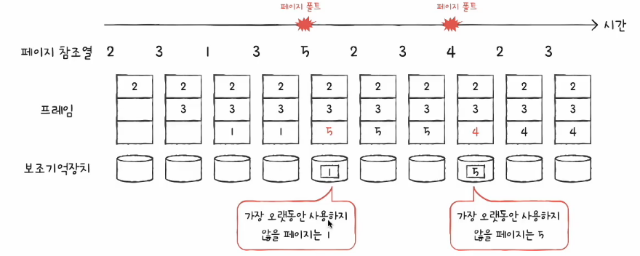 페이지 폴트 페이지 폴트
시간
페이지 참조열 2 3 1 3 5 2 3 4 2 3
프레임
2 2 2 2 2 2 2 2 2 2
3 3 3 3 3 3 3 3 3
1 1 5 5 5 4 4 4
보조기억장치 1 5
가장 오랫동안 사용하지 가장 오랫동안 사용하지
않을 페이지는 1 않을 페이지는 5